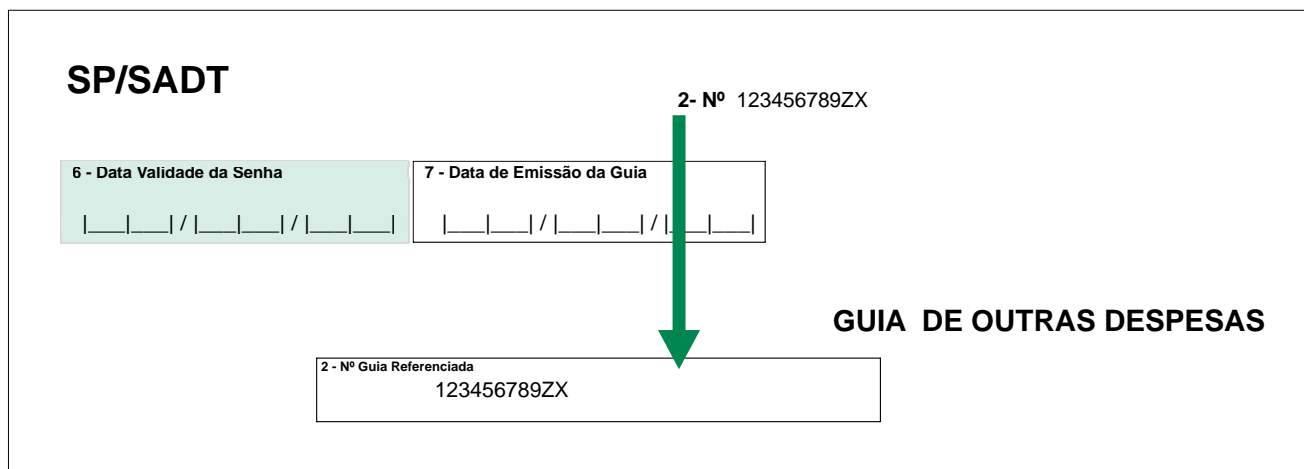 SP/SADT
2- Nº 123456789ZX
6 - Data Validade da Senha
7 - Data de Emissão da Guia
|___|___| / |___|___| / |___|___|
|___|___| / |___|___| / |___|___|
GUIA DE OUTRAS DESPESAS
2 - Nº Guia Referenciada
123456789ZX